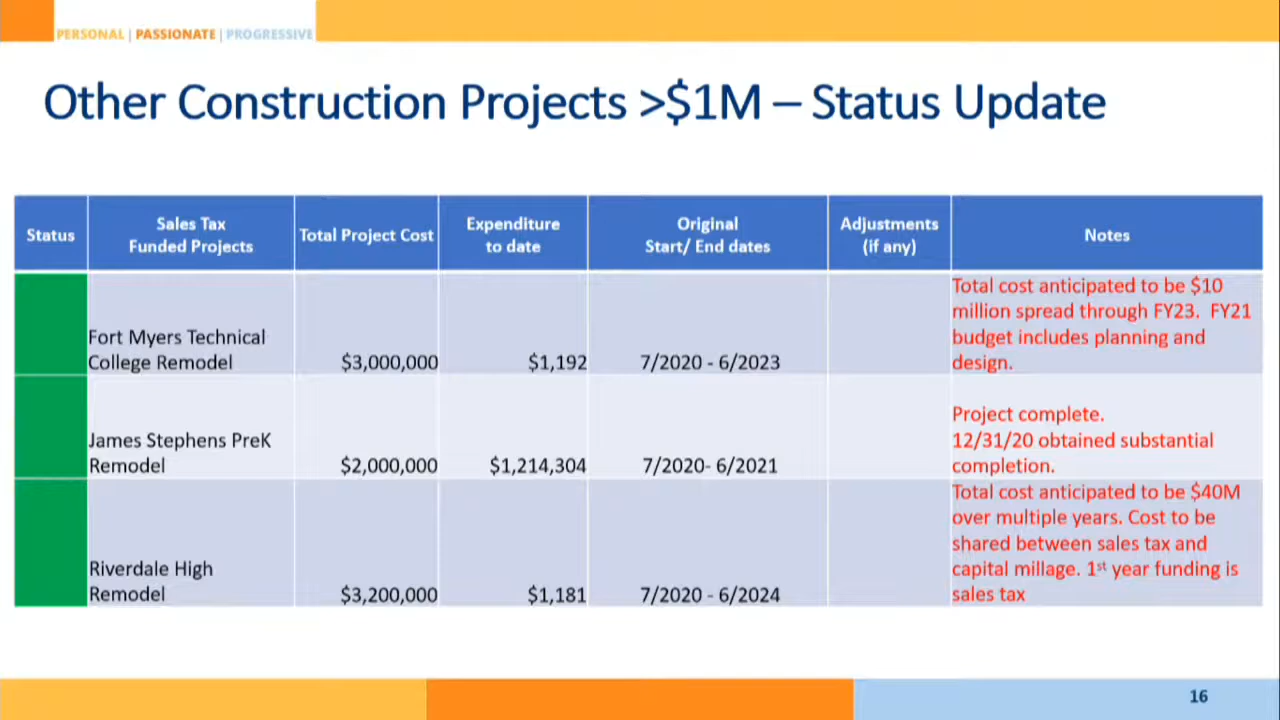 PERSONAL | PASSIONATE | PROGRESSIVE
Other Construction Projects >$1M – Status Update
Status
Sales Tax
Funded Projects
Total Project Cost
Expenditure
to date
Original
Start/ End dates
Adjustments
(if any)
Notes
Fort Myers Technical
College Remodel
$3,000,000
$1,192
7/2020 - 6/2023
Total cost anticipated to be $10
million spread through FY23. FY21
budget includes planning and
design.
James Stephens PreK
Remodel
$2,000,000
$1,214,304
7/2020- 6/2021
Project complete.
12/31/20 obtained substantial
completion.
Riverdale High
Remodel
$3,200,000
$1,181
7/2020 - 6/2024
Total cost anticipated to be $40M
over multiple years. Cost to be
shared between sales tax and
capital millage. 1st year funding is
sales tax
16